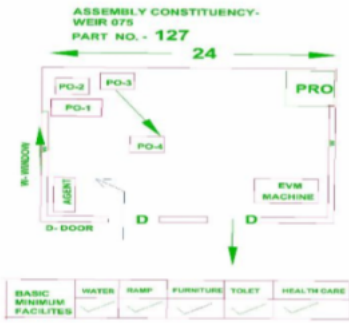 ASSEMBLY CONSTITUENCY-
WEIR 075
PART NO. - 127
24
PO-2
PO-3
PRO
PO-1
PO-4
W-WINDOW
AGENT
EVM
MACHINE
D
D
D- DOOR
BASIC
MINIMUM
FACILITES
WATER
RAMP
FURNITURE
TOLET
HEALTH CARE